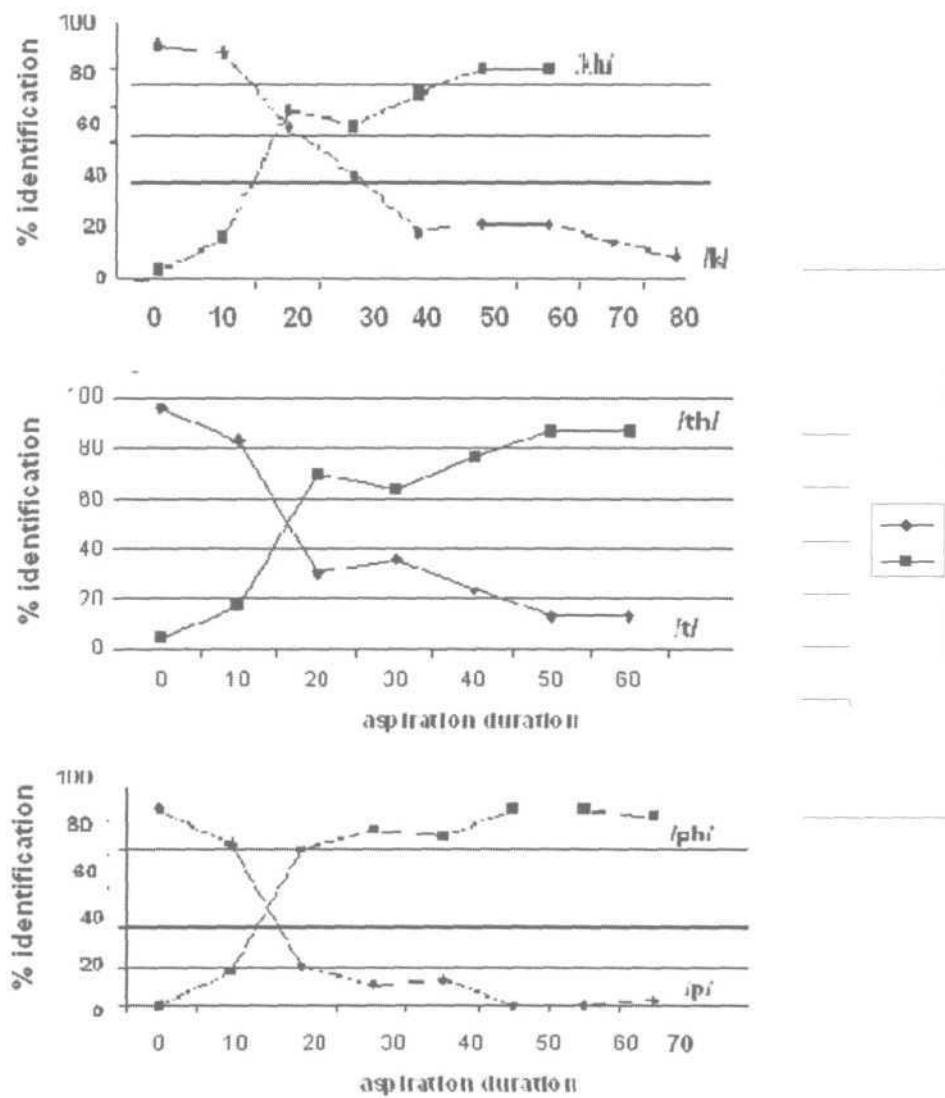 100
80
60
40
20
0
% identification
/kh/
/k/
0 10 20 30 40 50 60 70 80
100
80
60
40
20
0
% identification
/th/
/t/
0 10 20 30 40 50 60
aspiration duration
100
80
60
40
20
0
% identification
/ph/
/p/
0 10 20 30 40 50 60 70
aspiration duration